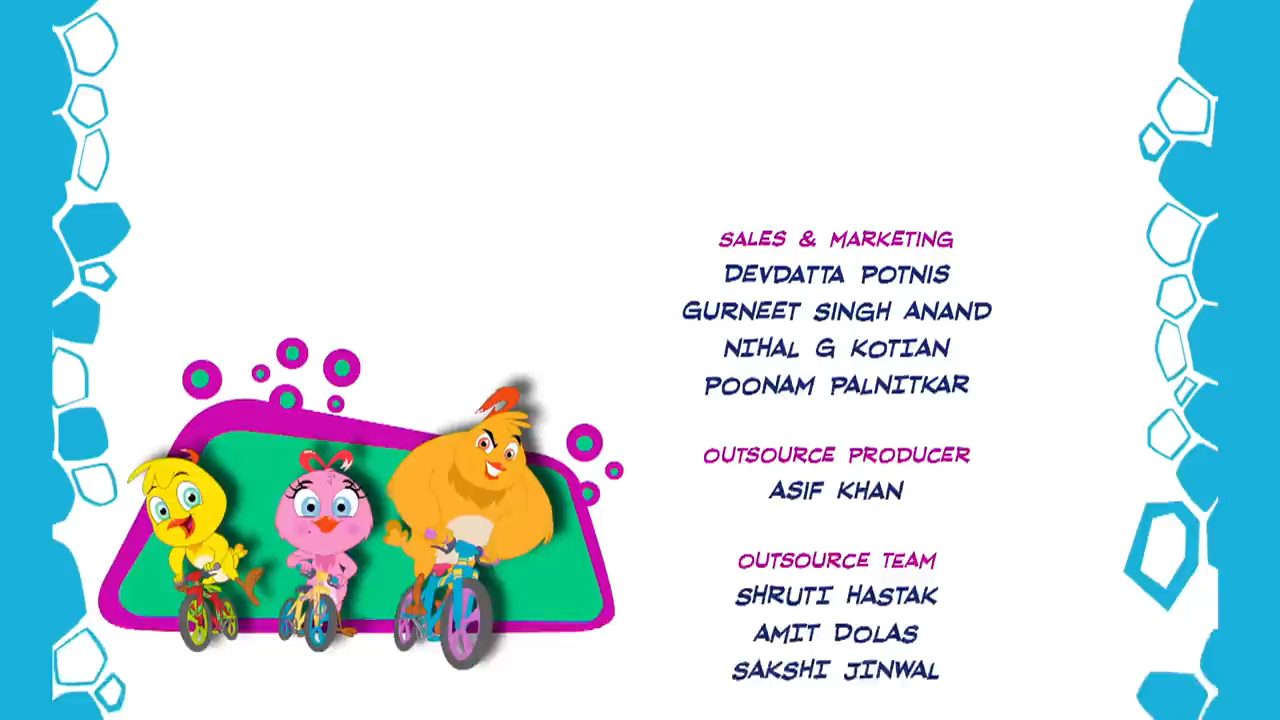 SALES & MARKETING
DEVDATTA POTNIS
GURNEET SINGH ANAND
NIHAL G KOTIAN
POONAM PALNITKAR
OUTSOURCE PRODUCER
ASIF KHAN
OUTSOURCE TEAM
SHRUTI HASTAK
AMIT DOLAS
SAKSHI JINWAL